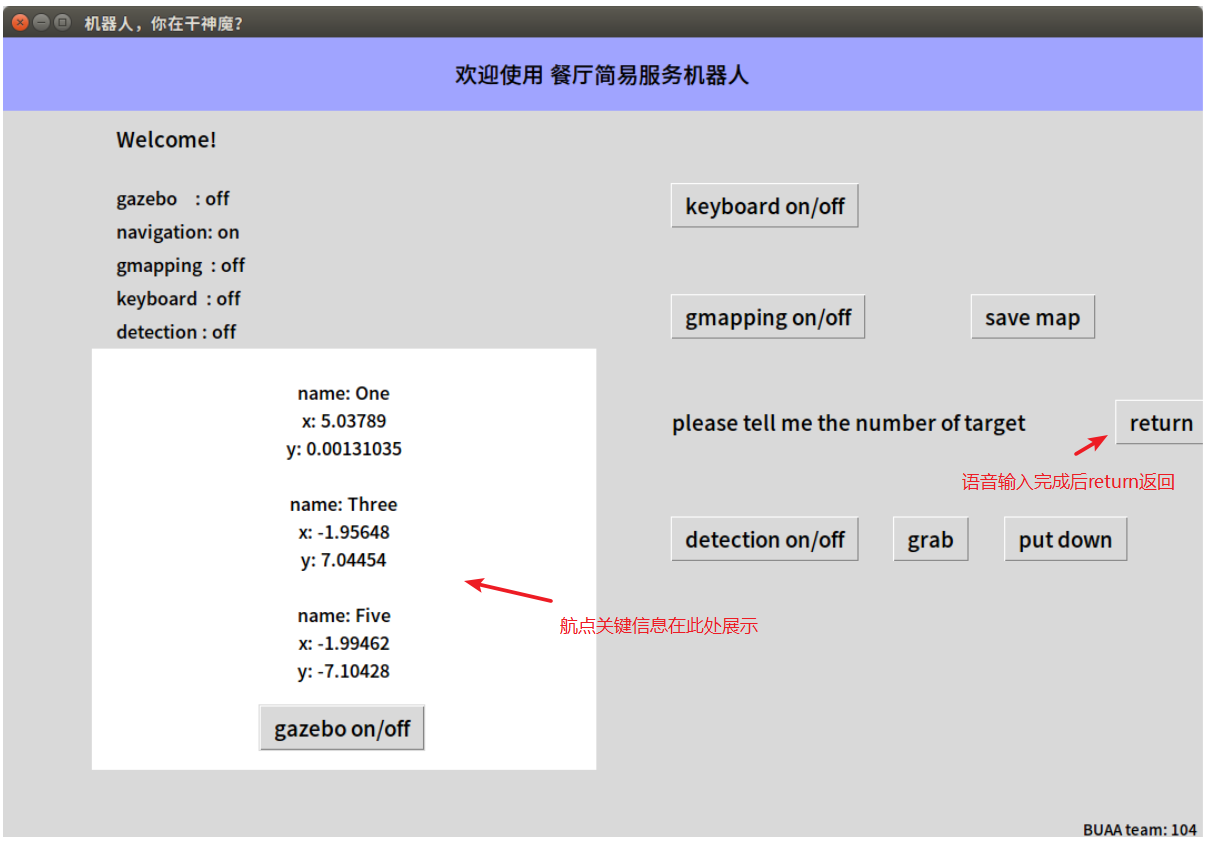 机器人，你在干神魔?
欢迎使用 餐厅简易服务机器人
Welcome!
gazebo : off
navigation: on
gmapping : off
keyboard : off
detection : off
name: One
x: 5.03789
y: 0.00131035
name: Three
x: -1.95648
y: 7.04454
name: Five
x: -1.99462
y: -7.10428
gazebo on/off
航点关键信息在此处展示
keyboard on/off
gmapping on/off
save map
please tell me the number of target
return
语音输入完成后return返回
detection on/off
grab
put down
BUAA team: 104